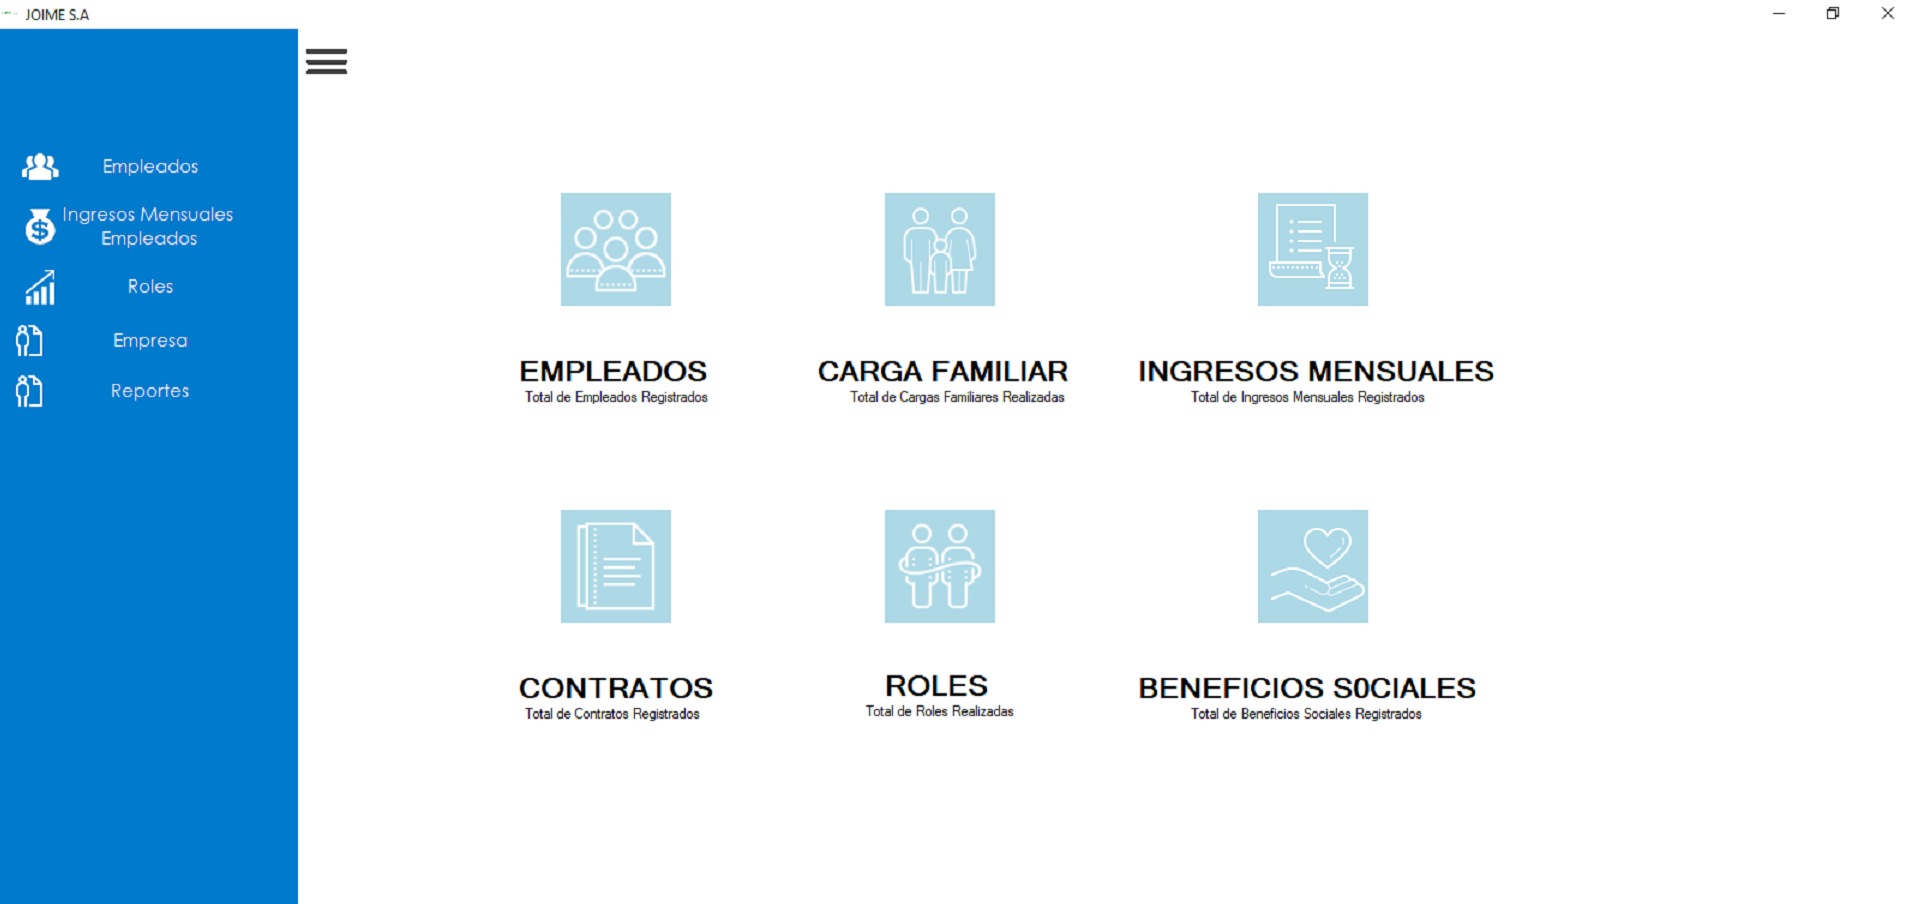 JOIME S.A
Empleados
Ingresos Mensuales
Empleados
Roles
Empresa
Reportes
EMPLEADOS
Total de Empleados Registrados
CARGA FAMILIAR
Total de Cargas Familiares Realizadas
INGRESOS MENSUALES
Total de Ingresos Mensuales Registrados
CONTRATOS
Total de Contratos Registrados
ROLES
Total de Roles Realizadas
BENEFICIOS S0CIALES
Total de Beneficios Sociales Registrados